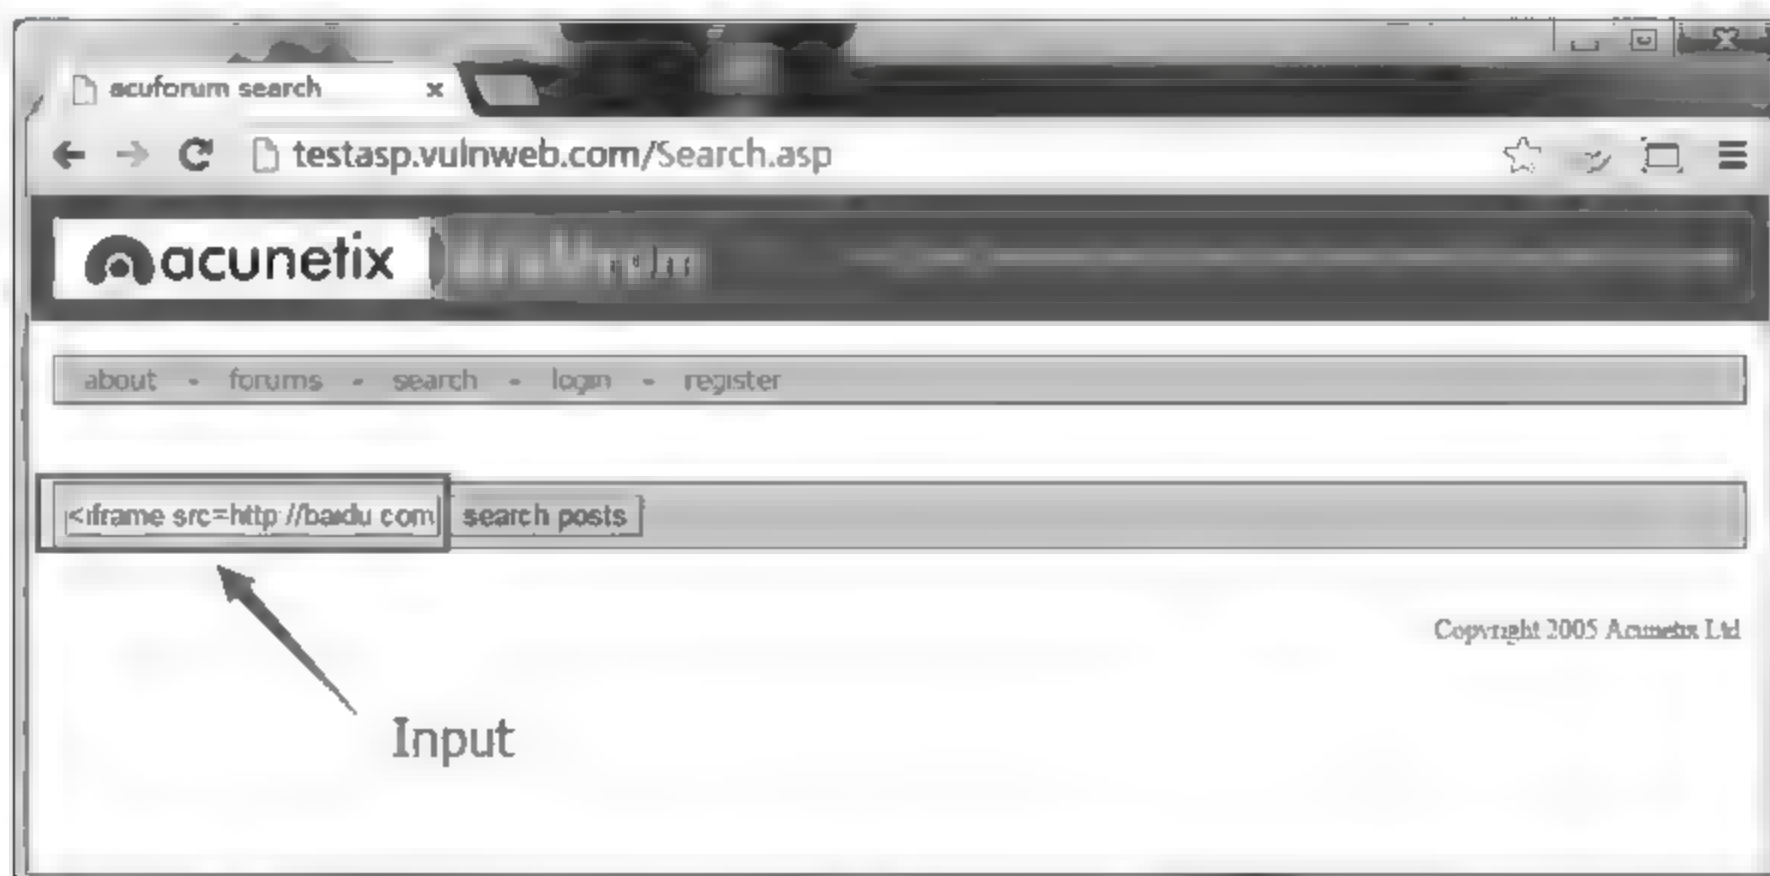 acuforum search
testasp.vulnweb.com/Search.asp
acunetix
about - forums - search - login - register
<iframe src=http://baidu com search posts
Copyright 2005 Acunetix Ltd
Input